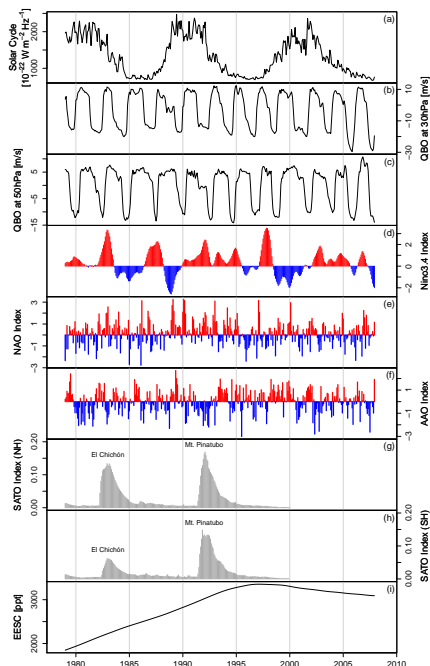 (a)
Solar Cycle
[10⁻²² W m⁻² Hz⁻¹]
1000 2000
(b)
QBO at 30hPa [m/s]
-30 -10 10
(c)
QBO at 50hPa [m/s]
-15 -5 5
(d)
Nino3.4 Index
-2 0 2
(e)
NAO Index
-3 -1 1 3
(f)
AAO Index
-3 -1 1 2
(g)
SATO Index (NH)
0.00 0.10 0.20
El Chichón
Mt. Pinatubo
(h)
SATO Index (SH)
0.00 0.10 0.20
El Chichón
Mt. Pinatubo
(i)
EESC [ppt]
2000 3000
1980 1985 1990 1995 2000 2005 2010